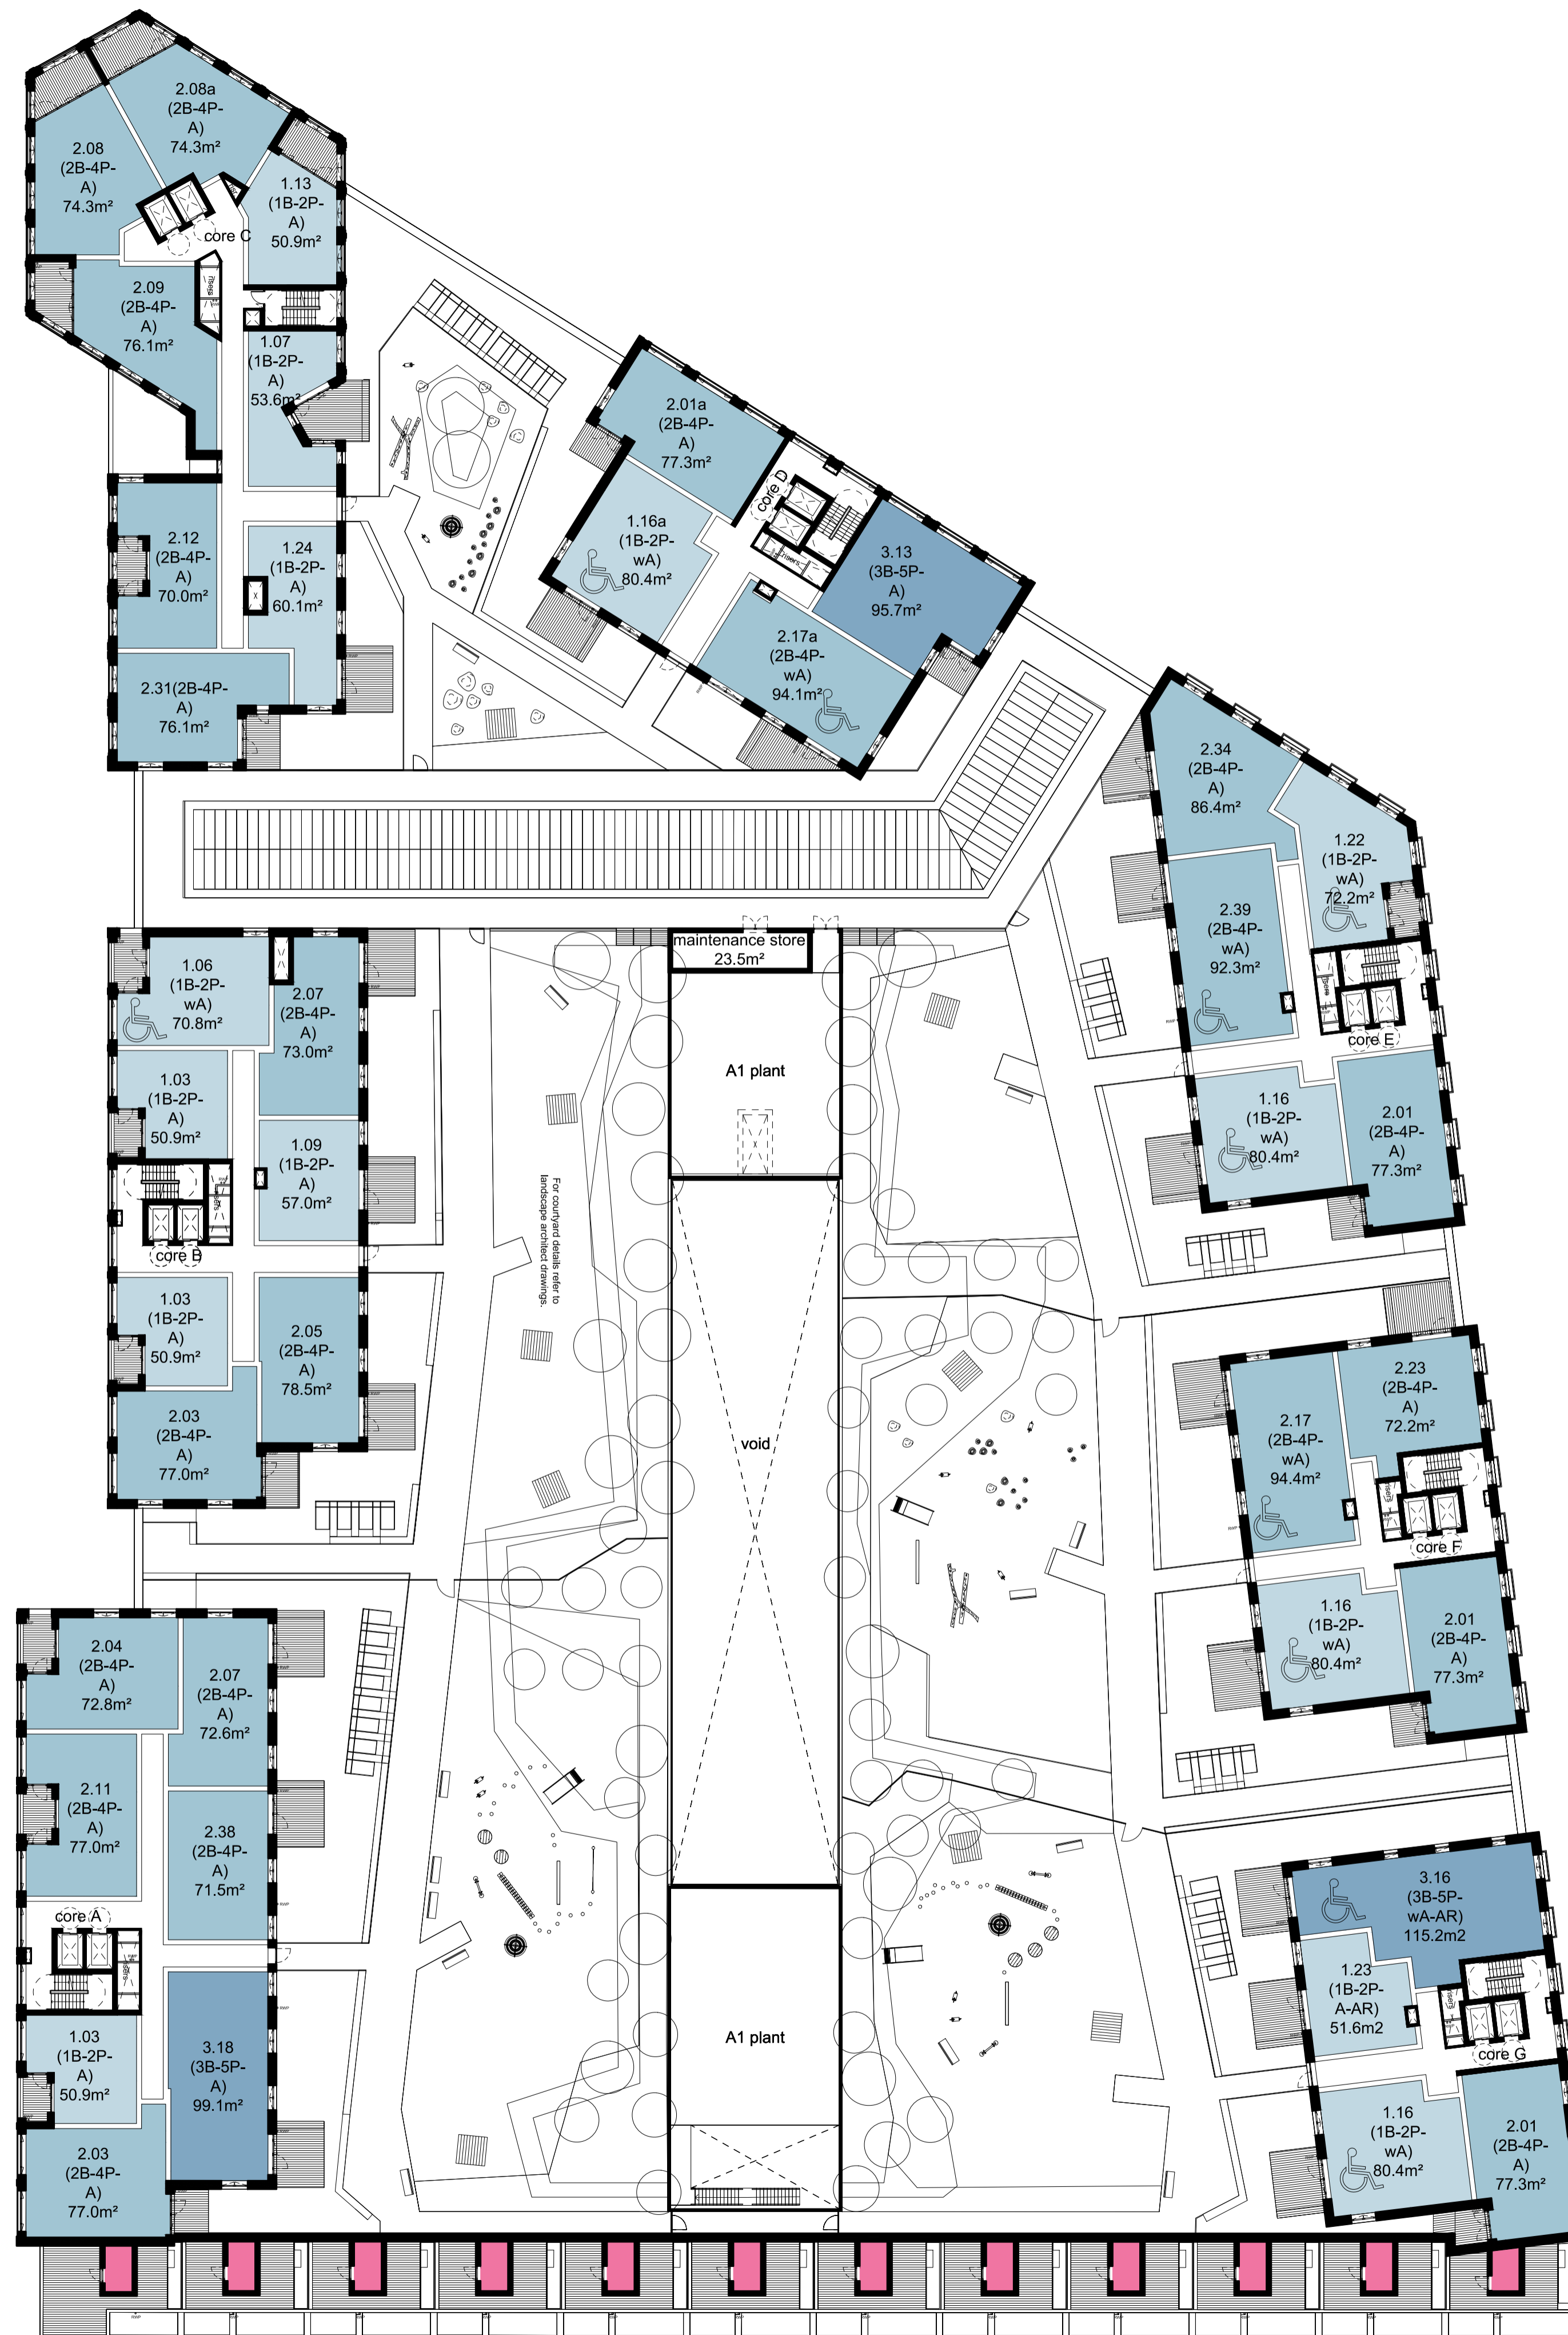 2.08a
(2B-4P-
A)
74.3m²
2.08
(2B-4P-
A)
74.3m²
1.13
(1B-2P-
A)
50.9m²
core C
2.09
(2B-4P-
A)
76.1m²
risers
1.07
(1B-2P-
A)
53.6m²
2.12
(2B-4P-
A)
70.0m²
1.24
(1B-2P-
A)
60.1m²
2.31(2B-4P-
A)
76.1m²
2.01a
(2B-4P-
A)
77.3m²
core D
1.16a
(1B-2P-
wA)
80.4m²
risers
3.13
(3B-5P-
A)
95.7m²
2.17a
(2B-4P-
wA)
94.1m²
2.34
(2B-4P-
A)
86.4m²
1.22
(1B-2P-
wA)
72.2m²
2.39
(2B-4P-
wA)
92.3m²
risers
core E
1.16
(1B-2P-
wA)
80.4m²
2.01
(2B-4P-
A)
77.3m²
maintenance store
23.5m²
A1 plant
1.06
(1B-2P-
wA)
70.8m²
2.07
(2B-4P-
A)
73.0m²
1.03
(1B-2P-
A)
50.9m²
1.09
(1B-2P-
A)
57.0m²
risers
core B
For courtyard details refer to
landscape architect drawings.
1.03
(1B-2P-
A)
50.9m²
2.05
(2B-4P-
A)
78.5m²
2.03
(2B-4P-
A)
77.0m²
void
2.23
(2B-4P-
A)
72.2m²
2.17
(2B-4P-
wA)
94.4m²
risers
core F
1.16
(1B-2P-
wA)
80.4m²
2.01
(2B-4P-
A)
77.3m²
2.04
(2B-4P-
A)
72.8m²
2.07
(2B-4P-
A)
72.6m²
2.11
(2B-4P-
A)
77.0m²
2.38
(2B-4P-
A)
71.5m²
core A
risers
1.03
(1B-2P-
A)
50.9m²
3.18
(3B-5P-
A)
99.1m²
2.03
(2B-4P-
A)
77.0m²
A1 plant
3.16
(3B-5P-
wA-AR)
115.2m2
1.23
(1B-2P-
A-AR)
51.6m2
risers
core G
1.16
(1B-2P-
wA)
80.4m²
2.01
(2B-4P-
A)
77.3m²